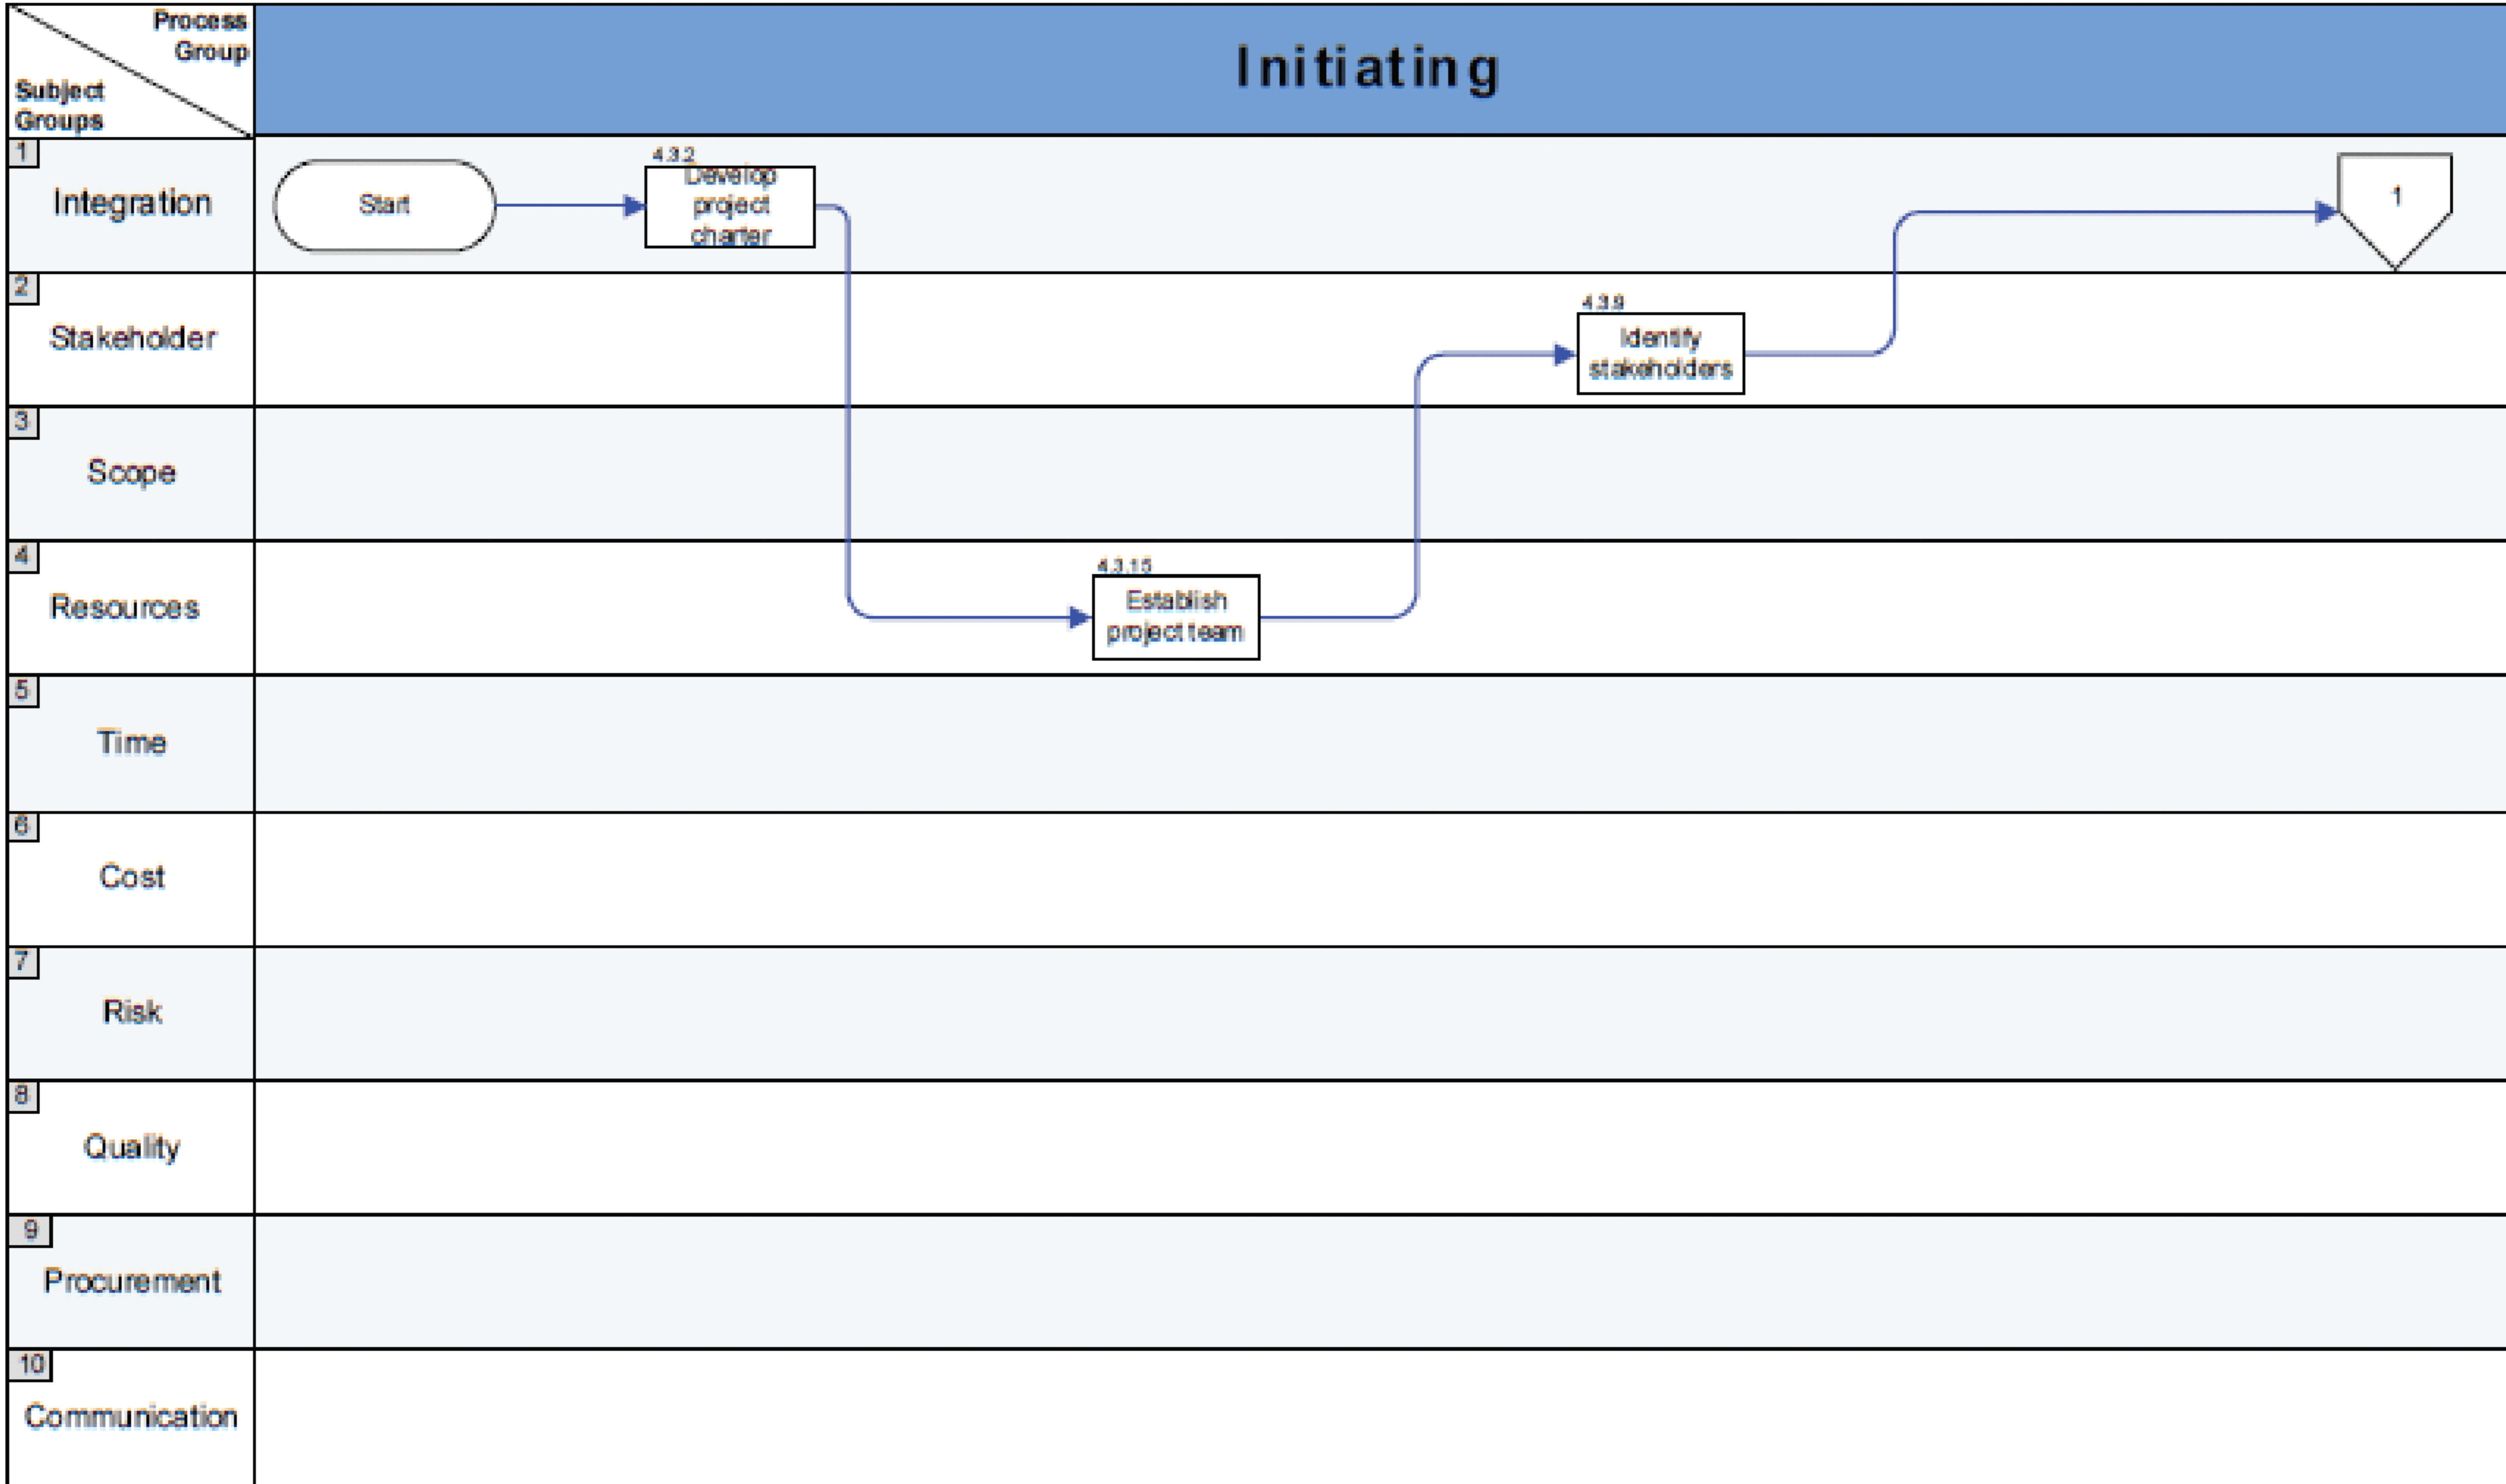 Process
Group
Subject
Groups
Initiating
1
Integration
Start
4.3.2
Develop
project
charter
1
2
Stakeholder
4.3.9
Identify
stakeholders
3
Scope
4
Resources
4.3.15
Establish
project team
5
Time
6
Cost
7
Risk
8
Quality
9
Procurement
10
Communication